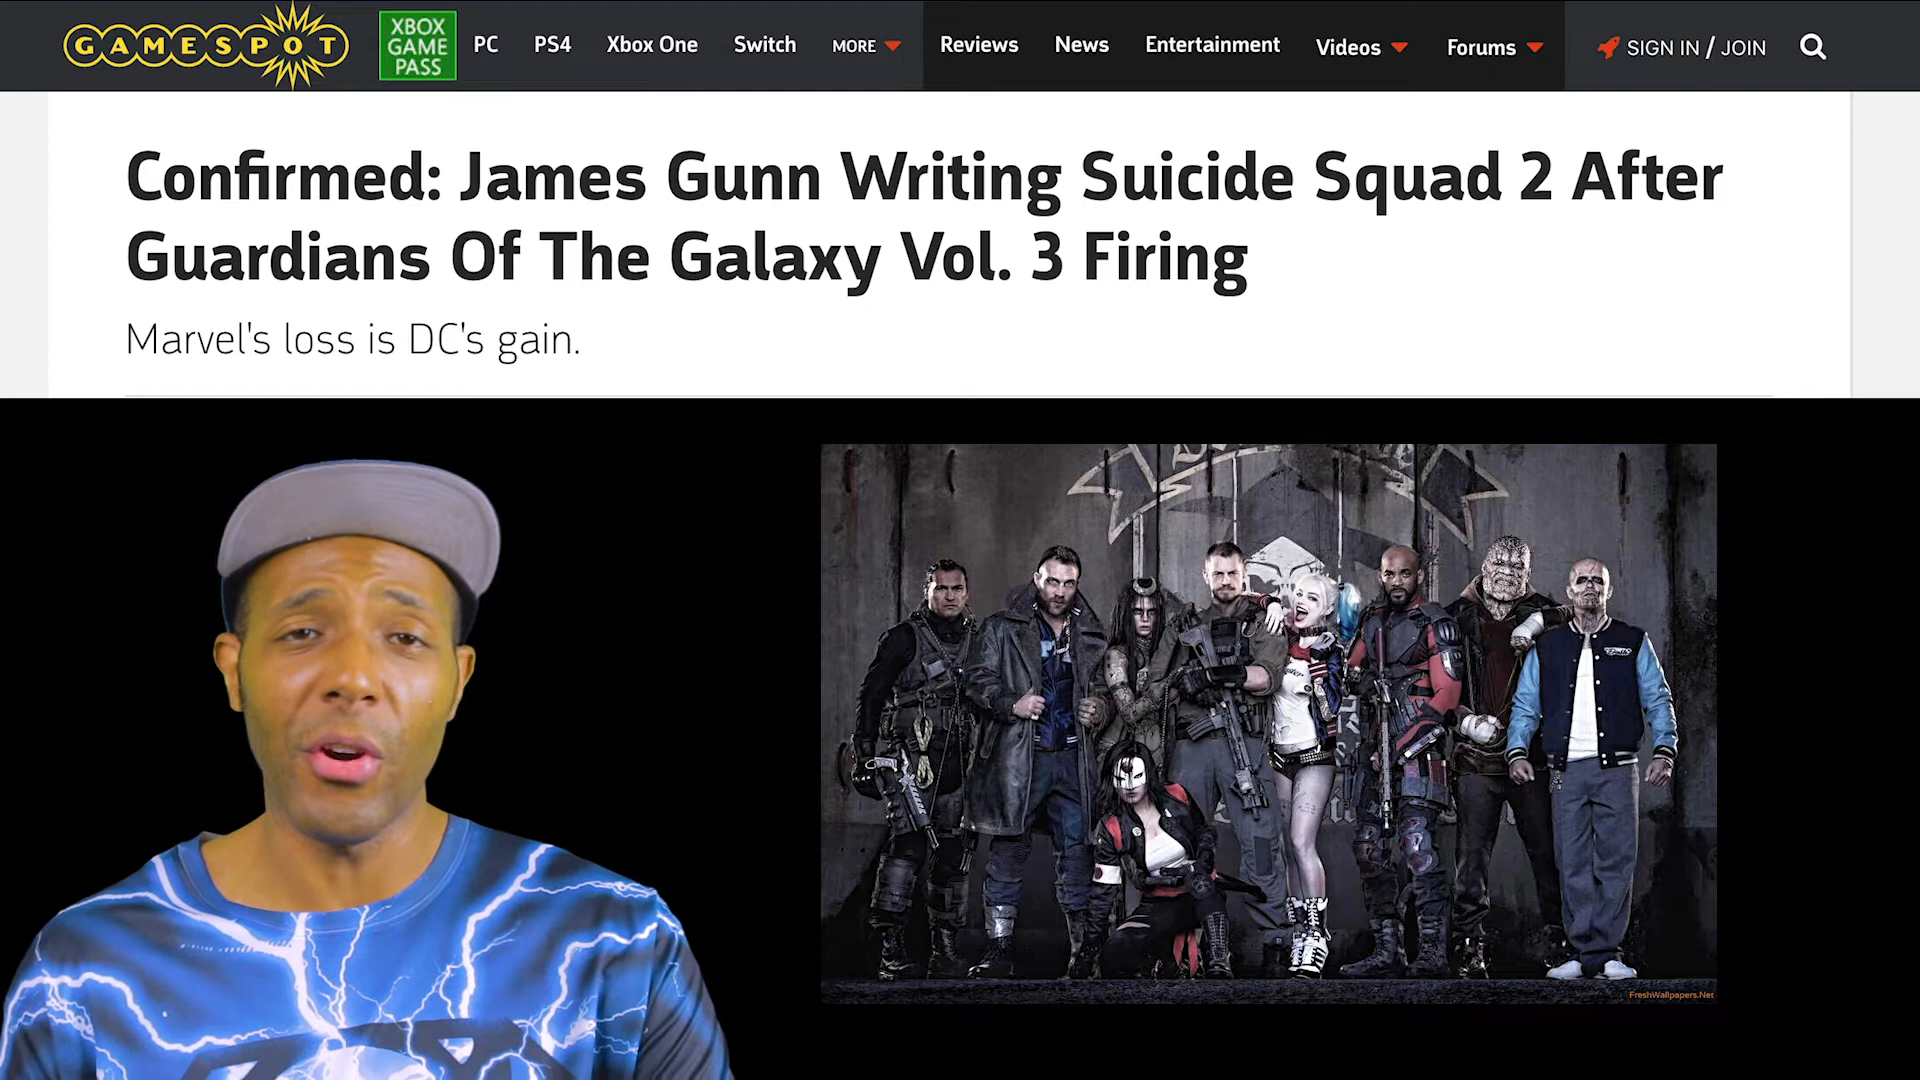 GAMESPOT
XBOX
GAME
PASS
PC
PS4
Xbox One
Switch
MORE
Reviews
News
Entertainment
Videos
Forums
SIGN IN / JOIN
Confirmed: James Gunn Writing Suicide Squad 2 After
Guardians Of The Galaxy Vol. 3 Firing
Marvel's loss is DC's gain.
FreshWallpapers.Net